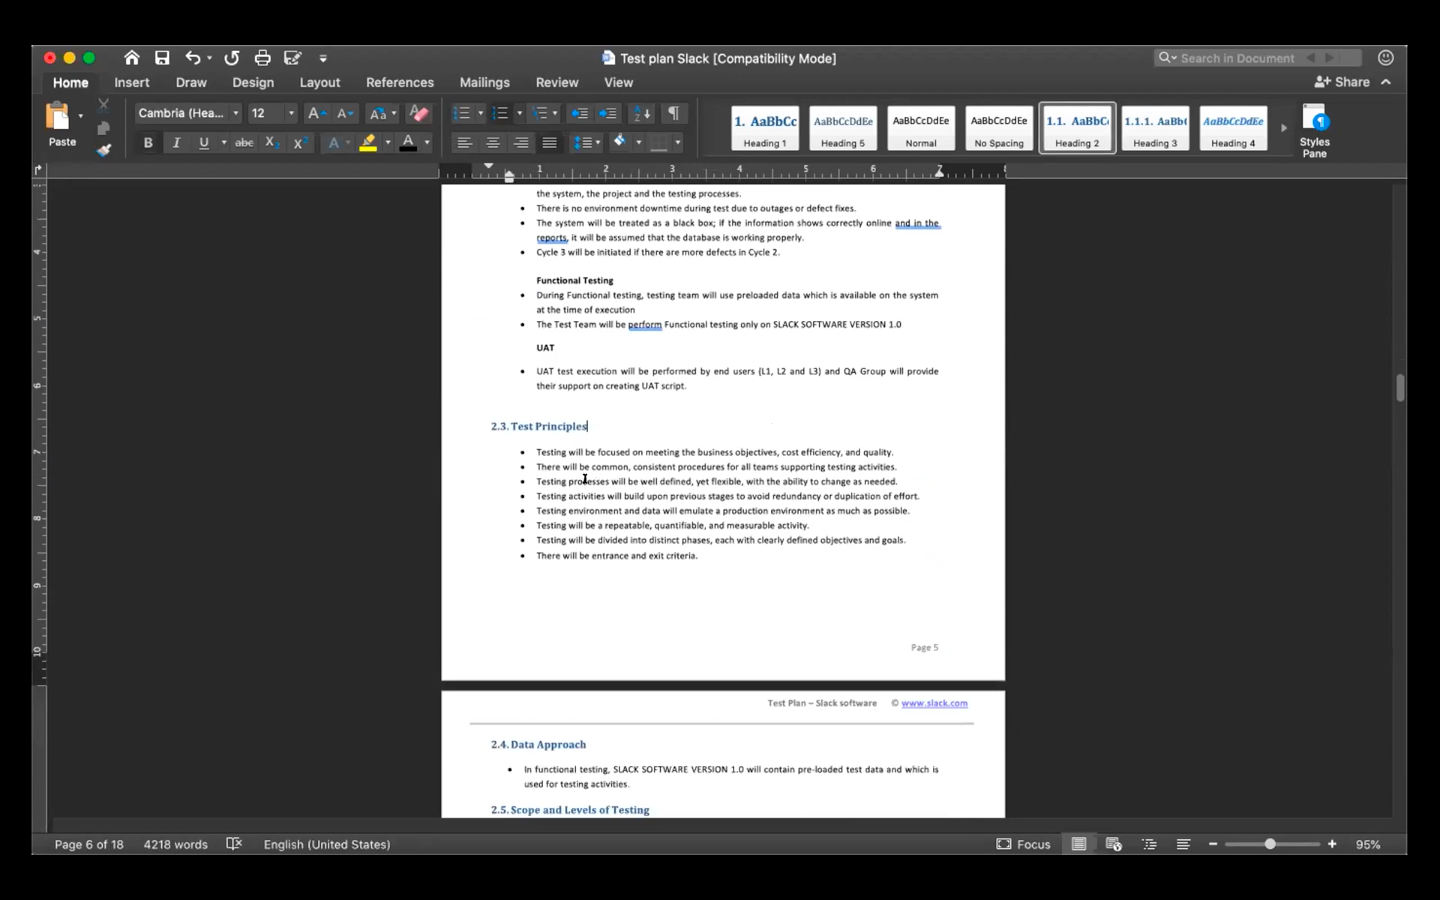 Test plan Slack [Compatibility Mode]
Search in Document
Home Insert Draw Design Layout References Mailings Review View
Share
Paste
Cambria (Hea... 12
1. AaBbCc AaBbCcDdEe AaBbCcDdEe AaBbCcDdEe 1.1. AaBbC 1.1.1. AaBb AaBbCcDdEe
Heading 1 Heading 5 Normal No Spacing Heading 2 Heading 3 Heading 4
Styles
Pane
1 2 3 4 5 6 7
the system, the project and the testing processes.
• There is no environment downtime during test due to outages or defect fixes.
• The system will be treated as a black box; if the information shows correctly online and in the
reports, it will be assumed that the database is working properly.
• Cycle 3 will be initiated if there are more defects in Cycle 2.
Functional Testing
• During Functional testing, testing team will use preloaded data which is available on the system
at the time of execution
• The Test Team will be perform Functional testing only on SLACK SOFTWARE VERSION 1.0
UAT
• UAT test execution will be performed by end users (L1, L2 and L3) and QA Group will provide
their support on creating UAT script.
2.3. Test Principles
• Testing will be focused on meeting the business objectives, cost efficiency, and quality.
• There will be common, consistent procedures for all teams supporting testing activities.
• Testing processes will be well defined, yet flexible, with the ability to change as needed.
• Testing activities will build upon previous stages to avoid redundancy or duplication of effort.
• Testing environment and data will emulate a production environment as much as possible.
• Testing will be a repeatable, quantifiable, and measurable activity.
• Testing will be divided into distinct phases, each with clearly defined objectives and goals.
• There will be entrance and exit criteria.
Page 5
Test Plan – Slack software © www.slack.com
2.4. Data Approach
• In functional testing, SLACK SOFTWARE VERSION 1.0 will contain pre-loaded test data and which is
used for testing activities.
2.5. Scope and Levels of Testing
Page 6 of 18 4218 words English (United States) Focus 95%